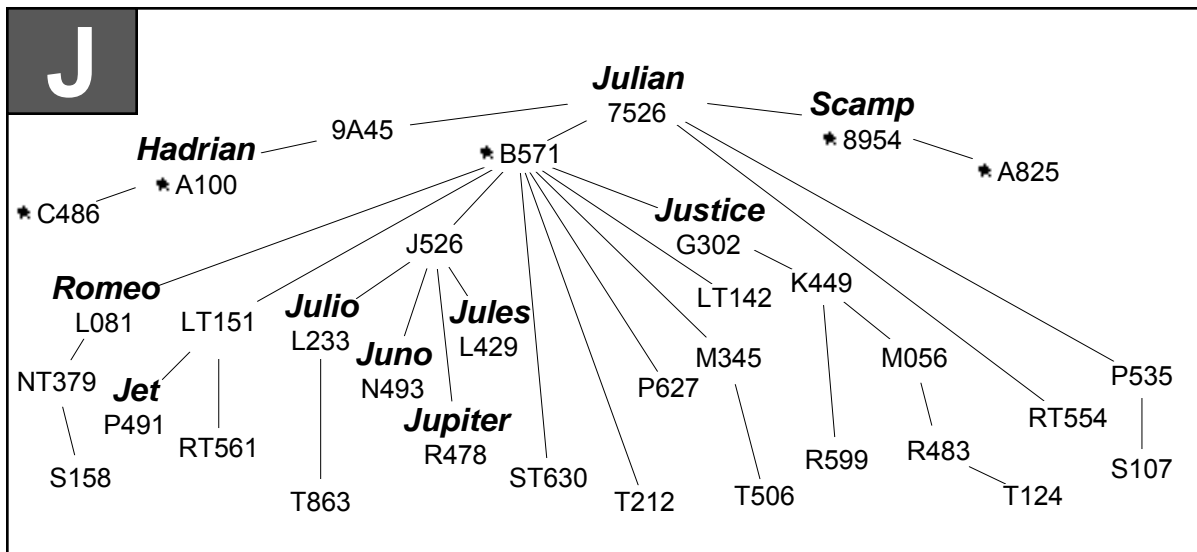 J
Julian
7526
Scamp
8954
A825
9A45
Hadrian
A100
C486
B571
Justice
G302
J526
K449
LT142
Romeo
L081
LT151
Julio
L233
Jules
L429
Juno
N493
M345
M056
NT379
Jet
P491
P627
P535
RT561
Jupiter
R478
RT554
S158
ST630
R599
R483
S107
T863
T212
T506
T124